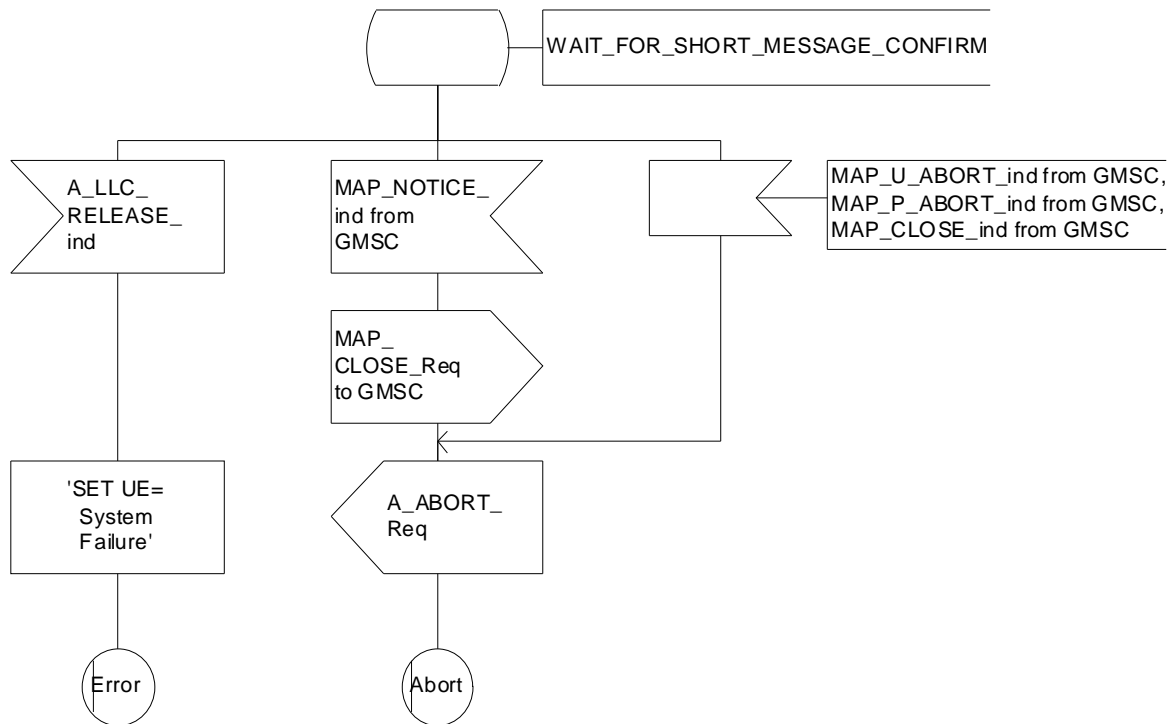 WAIT_FOR_SHORT_MESSAGE_CONFIRM
A_LLC_
RELEASE_
ind
MAP_NOTICE_
ind from
GMSC
MAP_U_ABORT_ind from GMSC,
MAP_P_ABORT_ind from GMSC,
MAP_CLOSE_ind from GMSC
MAP_
CLOSE_Req
to GMSC
'SET UE=
System
Failure'
A_ABORT_
Req
Error
Abort